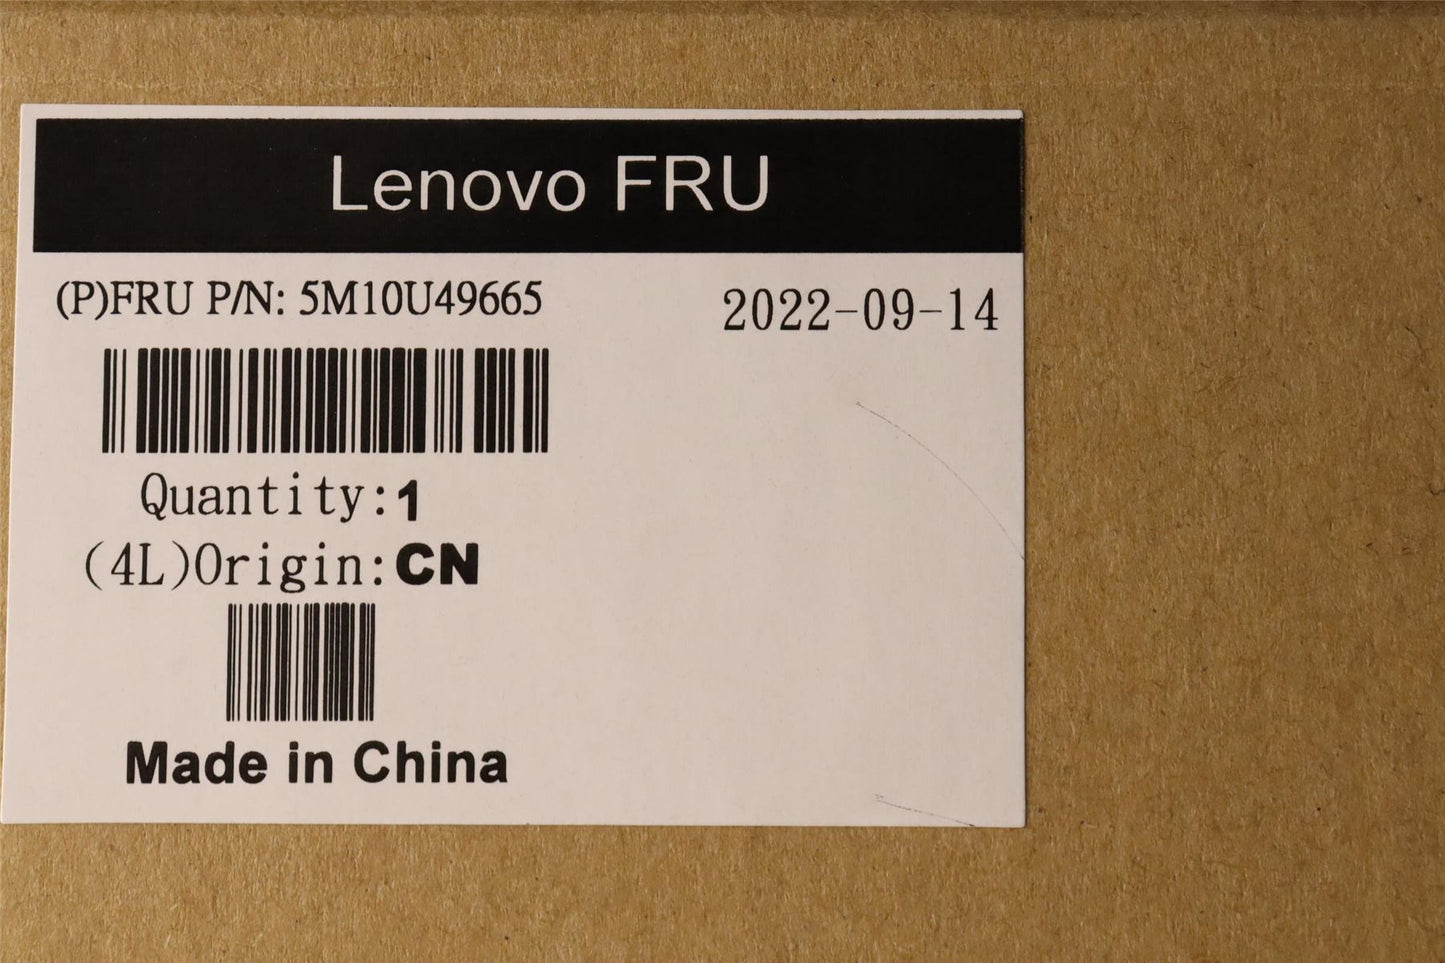 Lenovo FRU
(P)FRU P/N: 5M10U49665
2022-09-14
Quantity:1
(4L)Origin:CN
Made in China